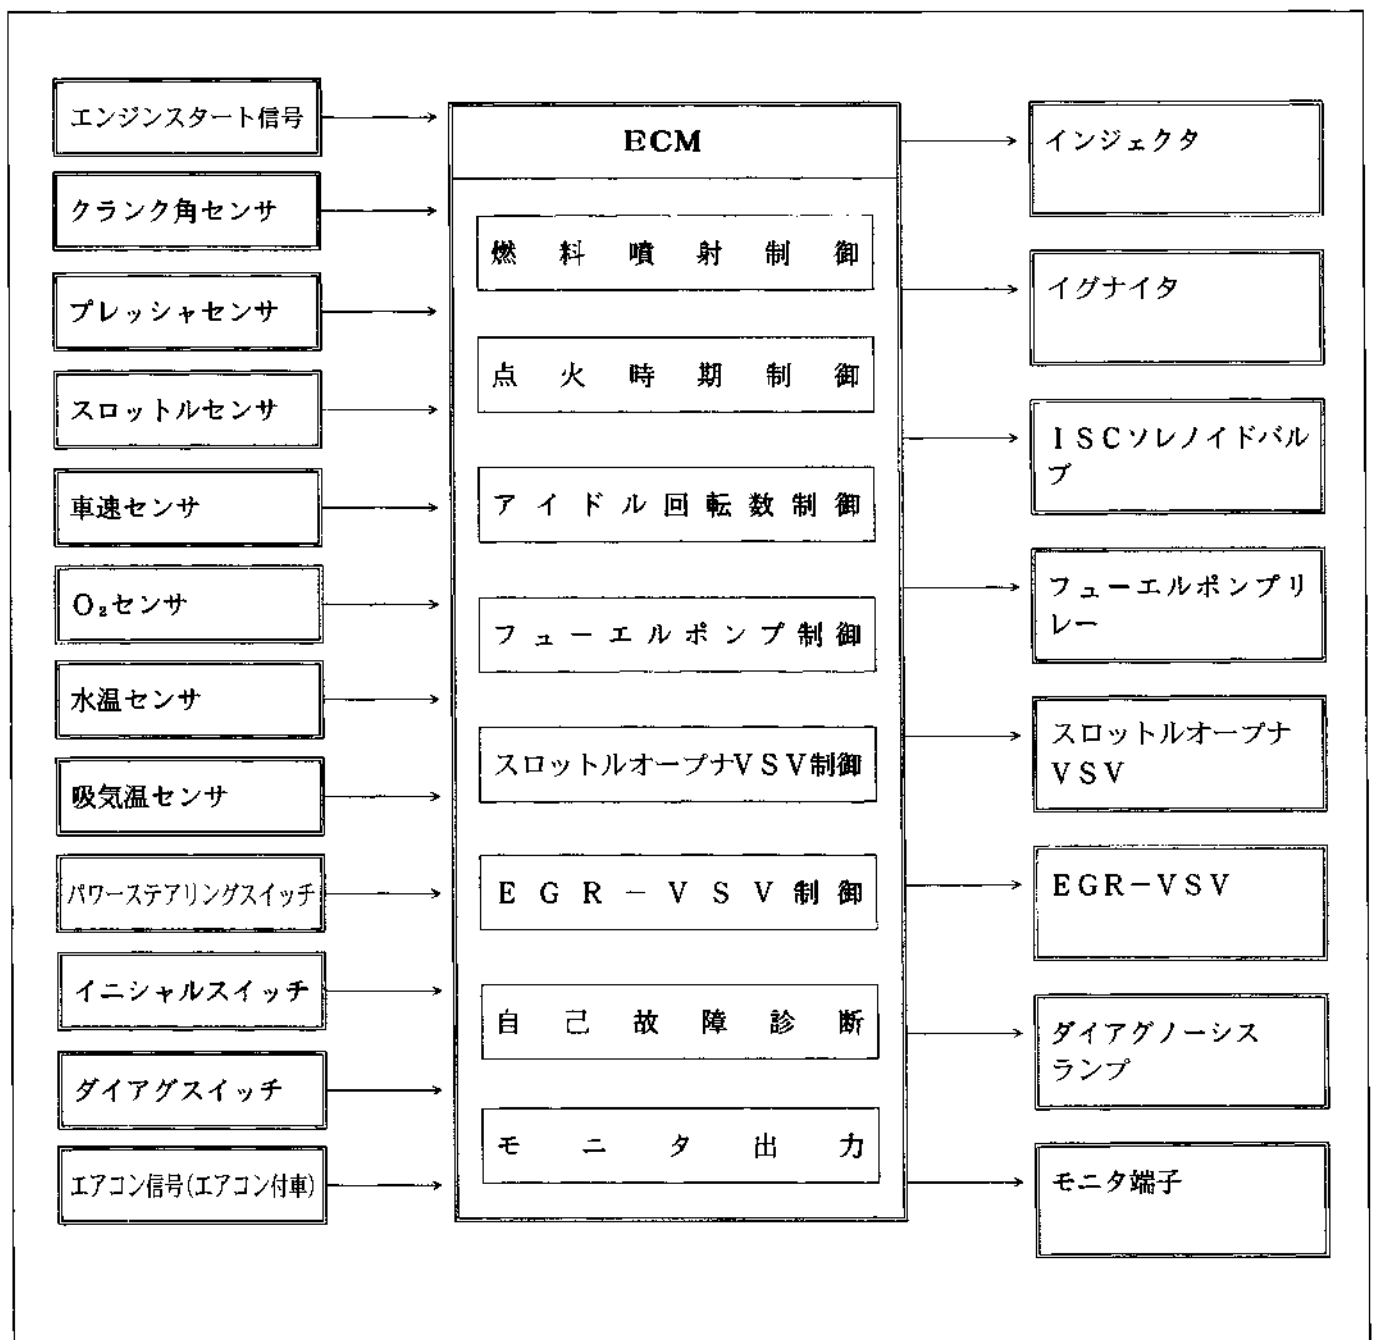 エンジンスタート信号
クランク角センサ
プレッシャセンサ
スロットルセンサ
車速センサ
O₂センサ
水温センサ
吸気温センサ
パワーステアリングスイッチ
イニシャルスイッチ
ダイアグスイッチ
エアコン信号(エアコン付車)
ECM
燃料噴射制御
点火時期制御
アイドル回転数制御
フューエルポンプ制御
スロットルオープナVSV制御
EGR-VSV制御
自己故障診断
モニタ出力
インジェクタ
イグナイタ
ISCソレノイドバル
ブ
フューエルポンプリ
レー
スロットルオープナ
VSV
EGR-VSV
ダイアグノーシス
ランプ
モニタ端子